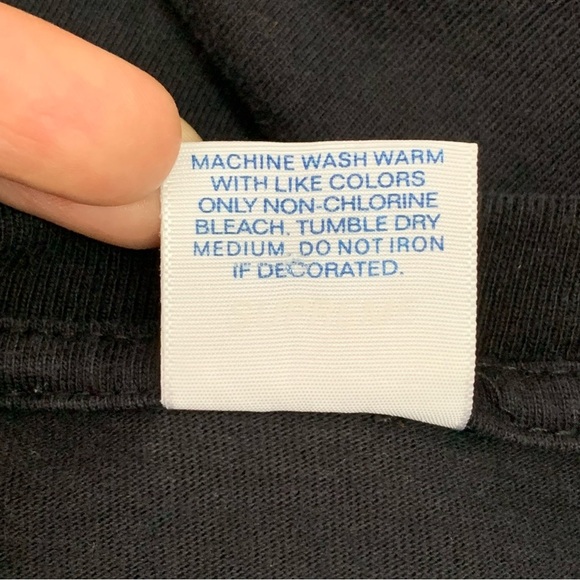 MACHINE WASH WARM
WITH LIKE COLORS
ONLY NON-CHLORINE
BLEACH. TUMBLE DRY
MEDIUM. DO NOT IRON
IF DECORATED.